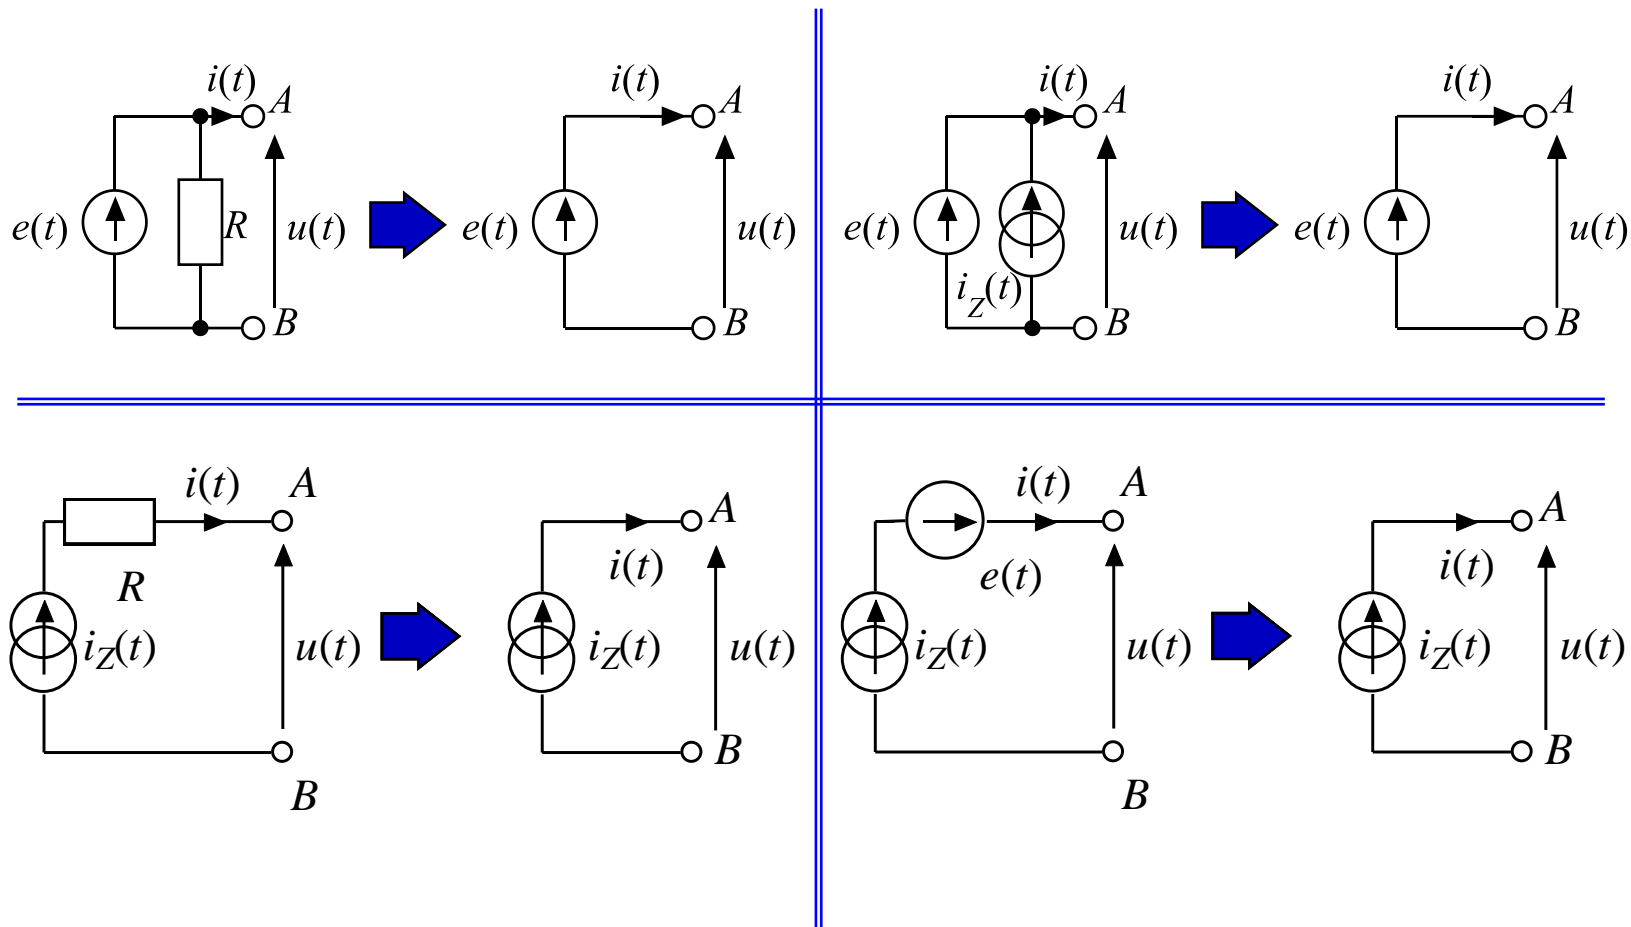 i(t) A
e(t) R u(t)
B
i(t) A
e(t) u(t)
B
i(t) A
e(t) i_Z(t) u(t)
B
i(t) A
e(t) u(t)
B
i(t) A
R
i_Z(t) u(t)
B
A
i(t)
i_Z(t) u(t)
B
i(t) A
e(t)
i_Z(t) u(t)
B
A
i(t)
i_Z(t) u(t)
B